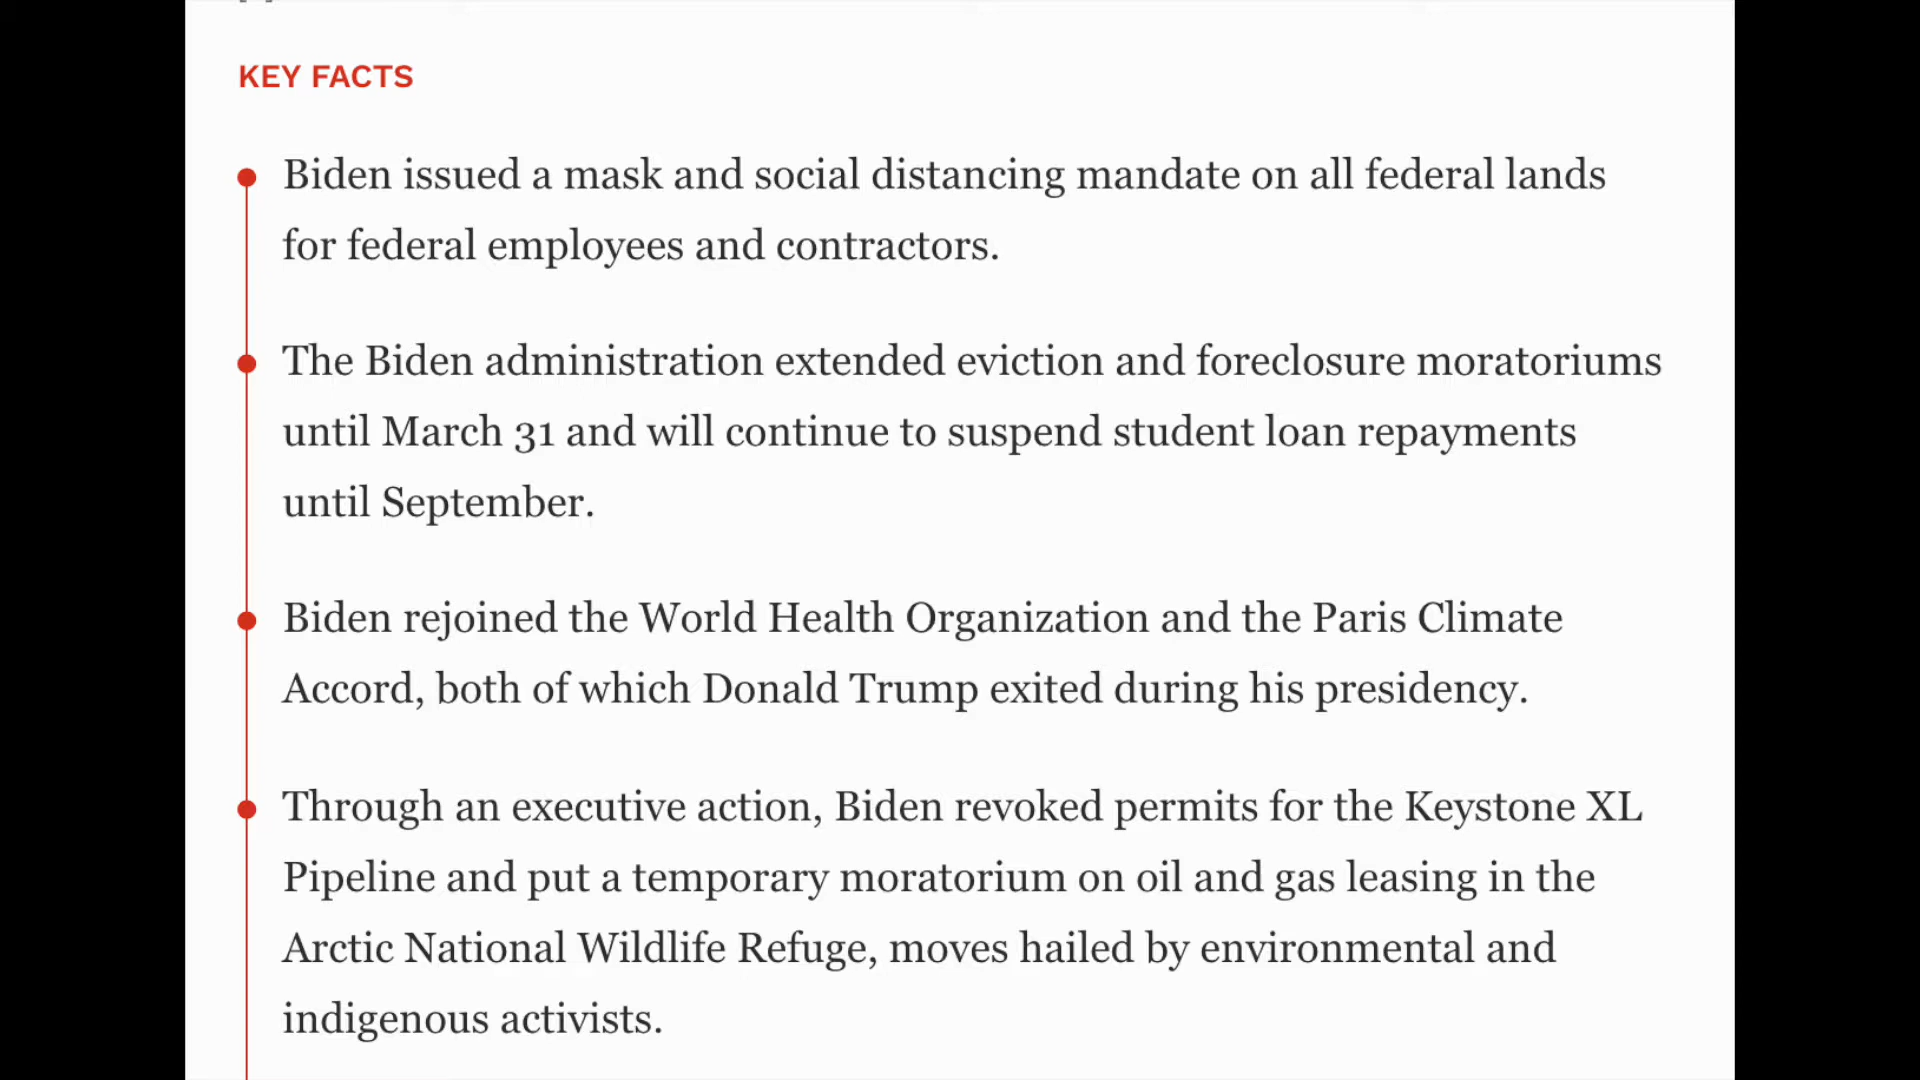 KEY FACTS
Biden issued a mask and social distancing mandate on all federal lands
for federal employees and contractors.
The Biden administration extended eviction and foreclosure moratoriums
until March 31 and will continue to suspend student loan repayments
until September.
Biden rejoined the World Health Organization and the Paris Climate
Accord, both of which Donald Trump exited during his presidency.
Through an executive action, Biden revoked permits for the Keystone XL
Pipeline and put a temporary moratorium on oil and gas leasing in the
Arctic National Wildlife Refuge, moves hailed by environmental and
indigenous activists.